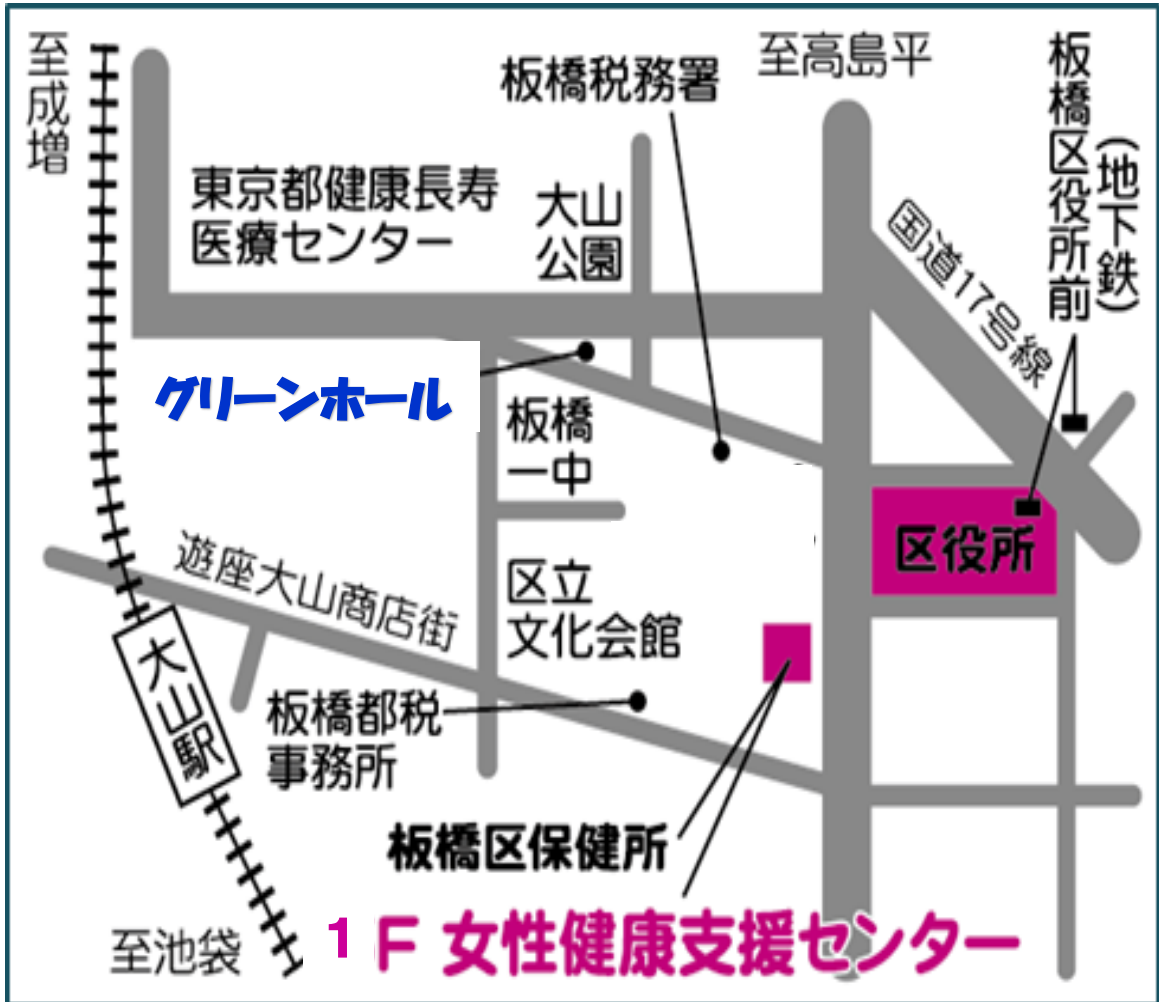 至成増
板橋税務署
至高島平
板橋区役所前
(地下鉄)
東京都健康長寿
医療センター
大山
公園
国道17号線
グリーンホール
板橋
一中
区役所
遊座大山商店街
区立
文化会館
大山駅
板橋都税
事務所
板橋区保健所
至池袋
1F 女性健康支援センター